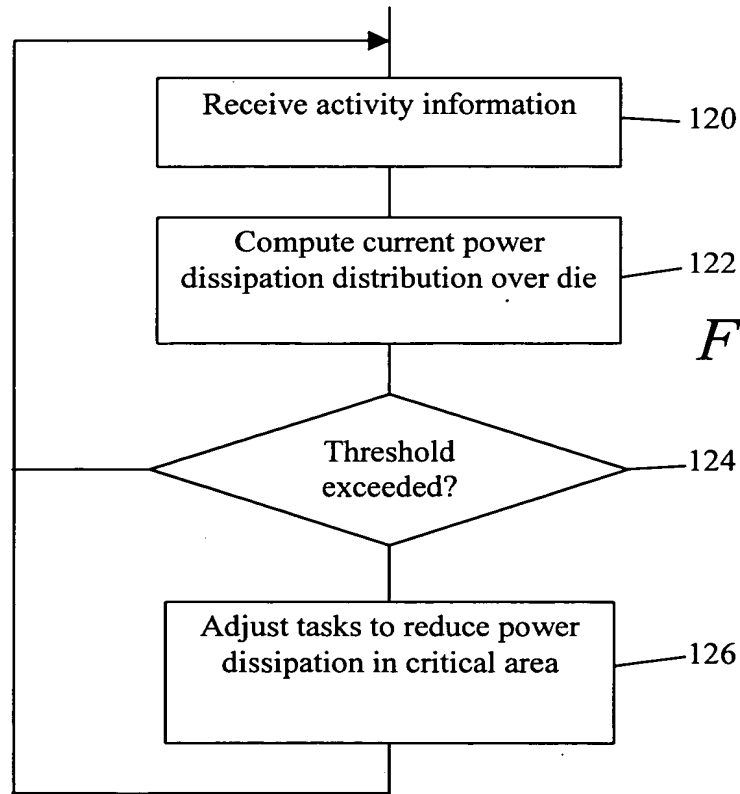 Receive activity information
120
Compute current power
dissipation distribution over die
122
F
Threshold
exceeded?
124
Adjust tasks to reduce power
dissipation in critical area
126